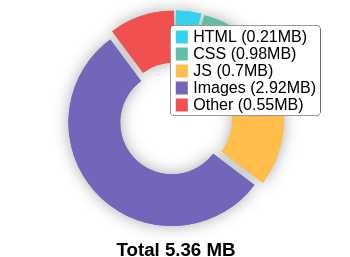 HTML (0.21MB)
CSS (0.98MB)
JS (0.7MB)
Images (2.92MB)
Other (0.55MB)
Total 5.36 MB